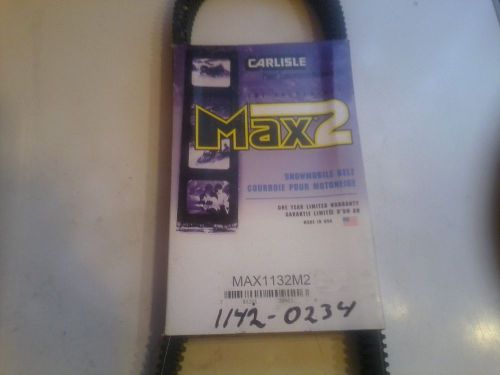 CARLISLE
Max2
SNOWMOBILE BELT
COURROIE POUR MOTONEIGE
ONE YEAR LIMITED WARRANTY
GARANTIE LIMITÉE D'UN AN
MADE IN USA
MAX1132M2
1142-0234